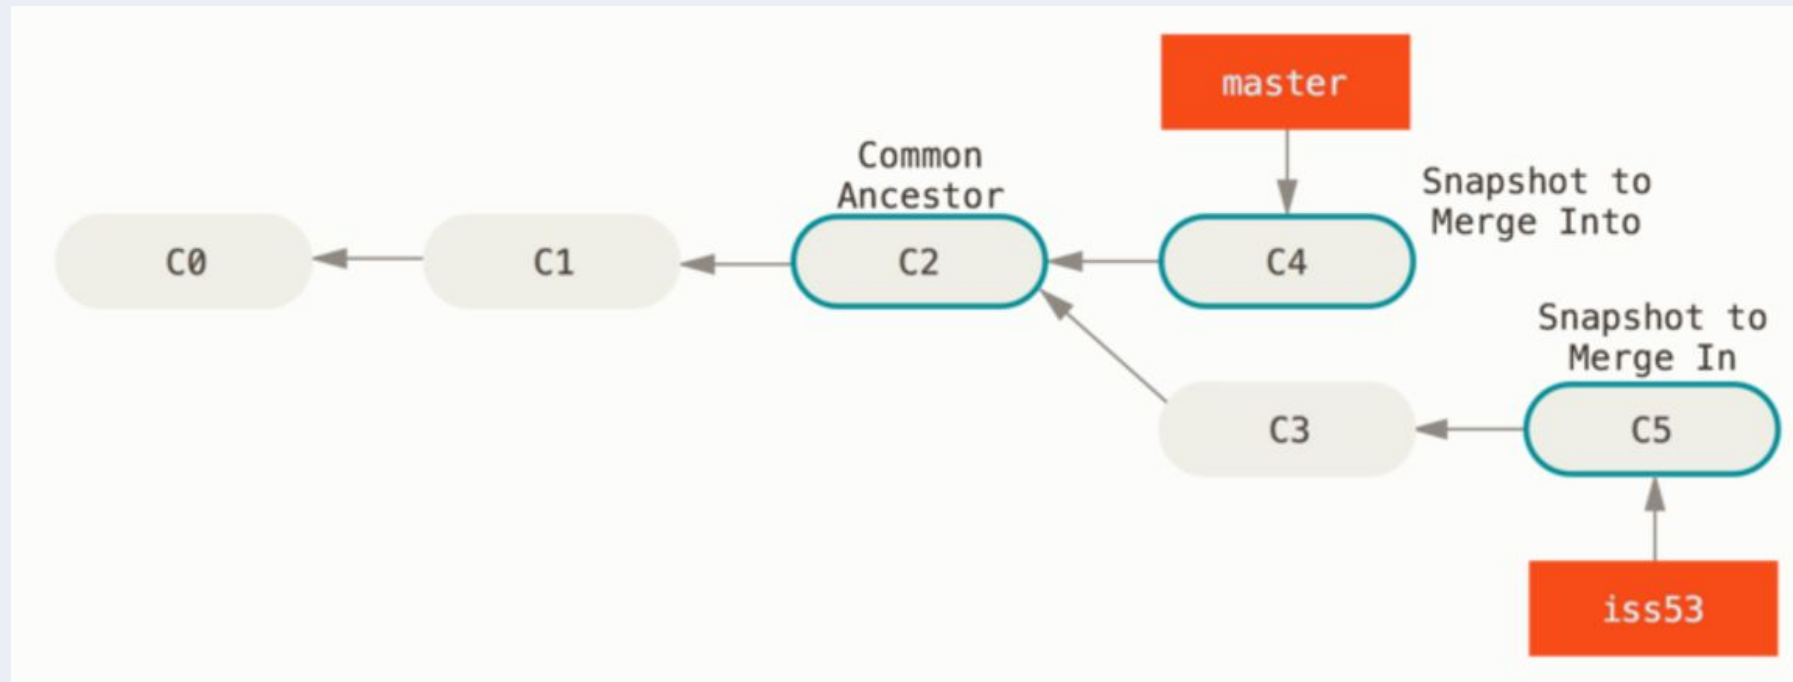 master
Common
Ancestor
Snapshot to
Merge Into
C0
C1
C2
C4
Snapshot to
Merge In
C3
C5
iss53